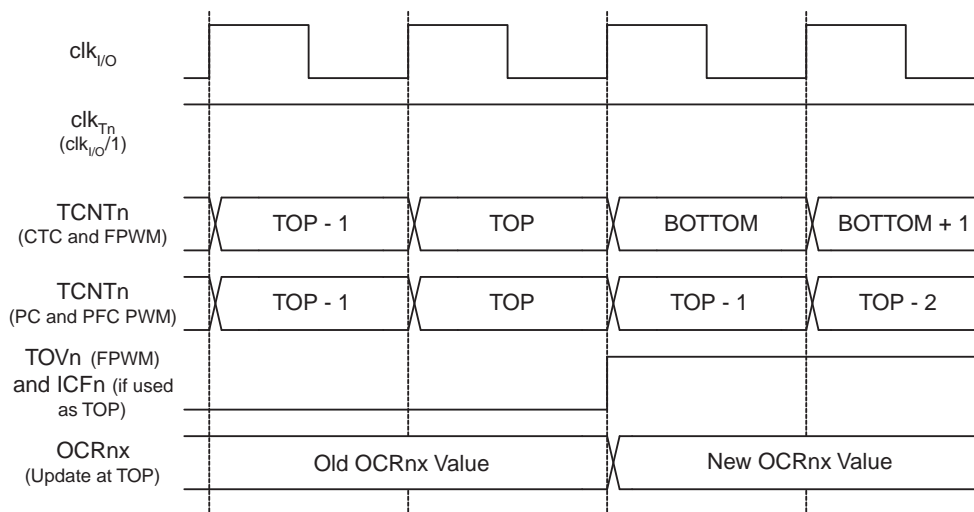 clkI/O
clkTn
(clkI/O/1)
TCNTn
(CTC and FPWM)
TOP - 1
TOP
BOTTOM
BOTTOM + 1
TCNTn
(PC and PFC PWM)
TOP - 1
TOP
TOP - 1
TOP - 2
TOVn (FPWM)
and ICFn (if used
as TOP)
OCRnx
(Update at TOP)
Old OCRnx Value
New OCRnx Value